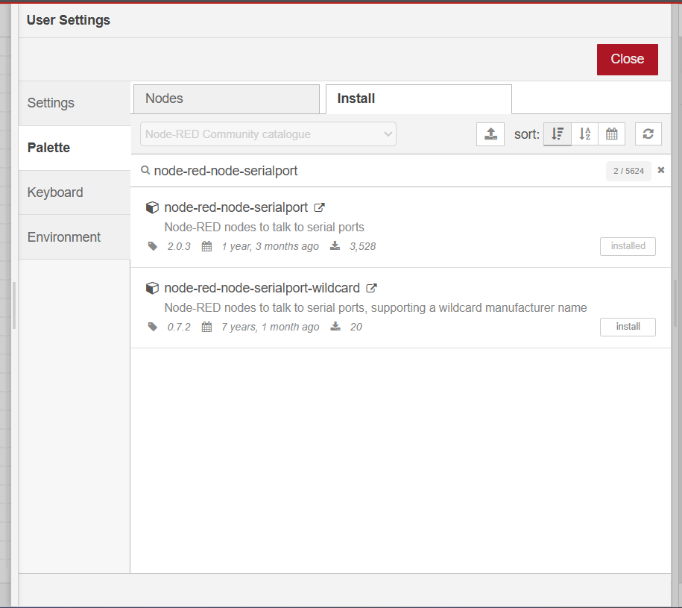 User Settings
Close
Settings
Palette
Keyboard
Environment
Nodes
Install
Node-RED Community catalogue
sort:
node-red-node-serialport
2 / 5624
node-red-node-serialport
Node-RED nodes to talk to serial ports
2.0.3 1 year, 3 months ago 3,528
installed
node-red-node-serialport-wildcard
Node-RED nodes to talk to serial ports, supporting a wildcard manufacturer name
0.7.2 7 years, 1 month ago 20
install